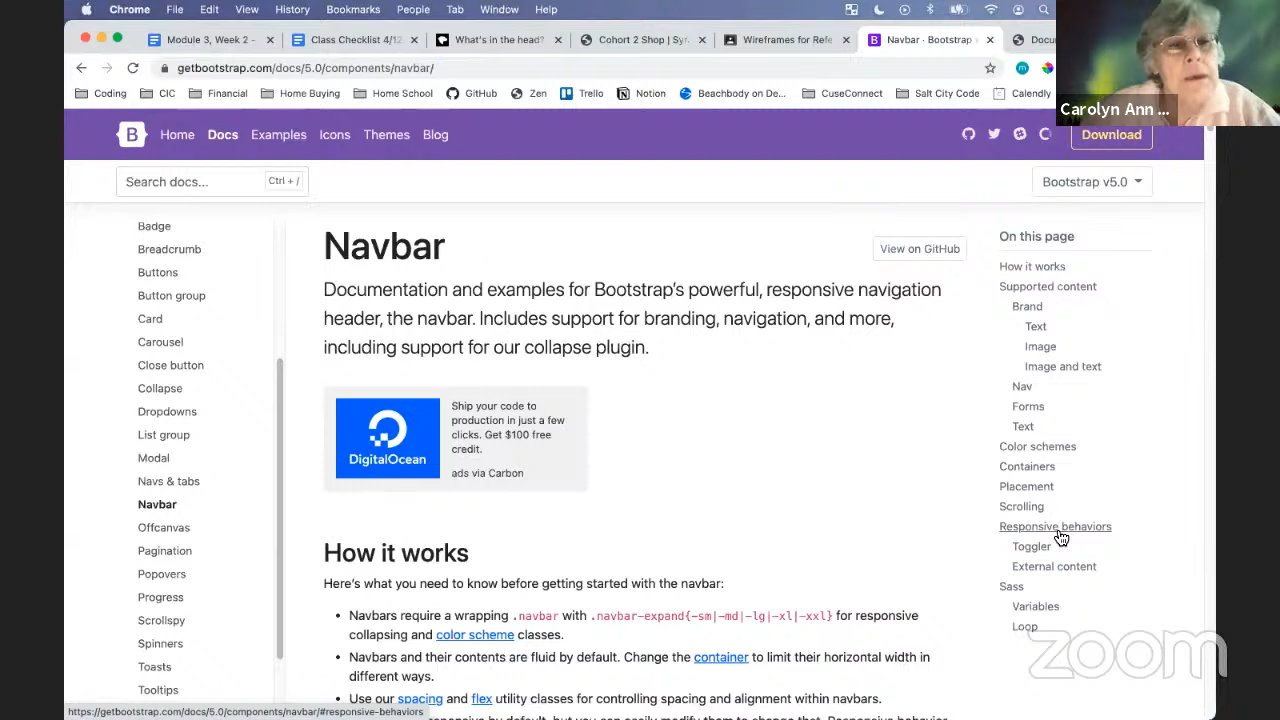 Chrome File Edit View History Bookmarks People Tab Window Help
Module 3, Week 2 - Class Checklist 4/12 What's in the head? Cohort 2 Shop | Syr Wireframes for Refe Navbar · Bootstrap Docu
getbootstrap.com/docs/5.0/components/navbar/
Coding CIC Financial Home Buying Home School GitHub Zen Trello Notion Beachbody on De... CuseConnect Salt City Code Calendly
Carolyn Ann ...
B Home Docs Examples Icons Themes Blog Download
Search docs... Ctrl + / Bootstrap v5.0
Badge
Breadcrumb
Buttons
Button group
Card
Carousel
Close button
Collapse
Dropdowns
List group
Modal
Navs & tabs
Navbar
Offcanvas
Pagination
Popovers
Progress
Scrollspy
Spinners
Toasts
Tooltips
Navbar
View on GitHub
Documentation and examples for Bootstrap's powerful, responsive navigation
header, the navbar. Includes support for branding, navigation, and more,
including support for our collapse plugin.
DigitalOcean
Ship your code to
production in just a few
clicks. Get $100 free
credit.
ads via Carbon
How it works
Here's what you need to know before getting started with the navbar:
• Navbars require a wrapping .navbar with .navbar-expand{-sm|-md|-lg|-xl|-xxl} for responsive
collapsing and color scheme classes.
• Navbars and their contents are fluid by default. Change the container to limit their horizontal width in
different ways.
• Use our spacing and flex utility classes for controlling spacing and alignment within navbars.
On this page
How it works
Supported content
Brand
Text
Image
Image and text
Nav
Forms
Text
Color schemes
Containers
Placement
Scrolling
Responsive behaviors
Toggler
External content
Sass
Variables
Loop
zoom
https://getbootstrap.com/docs/5.0/components/navbar/#responsive-behaviors